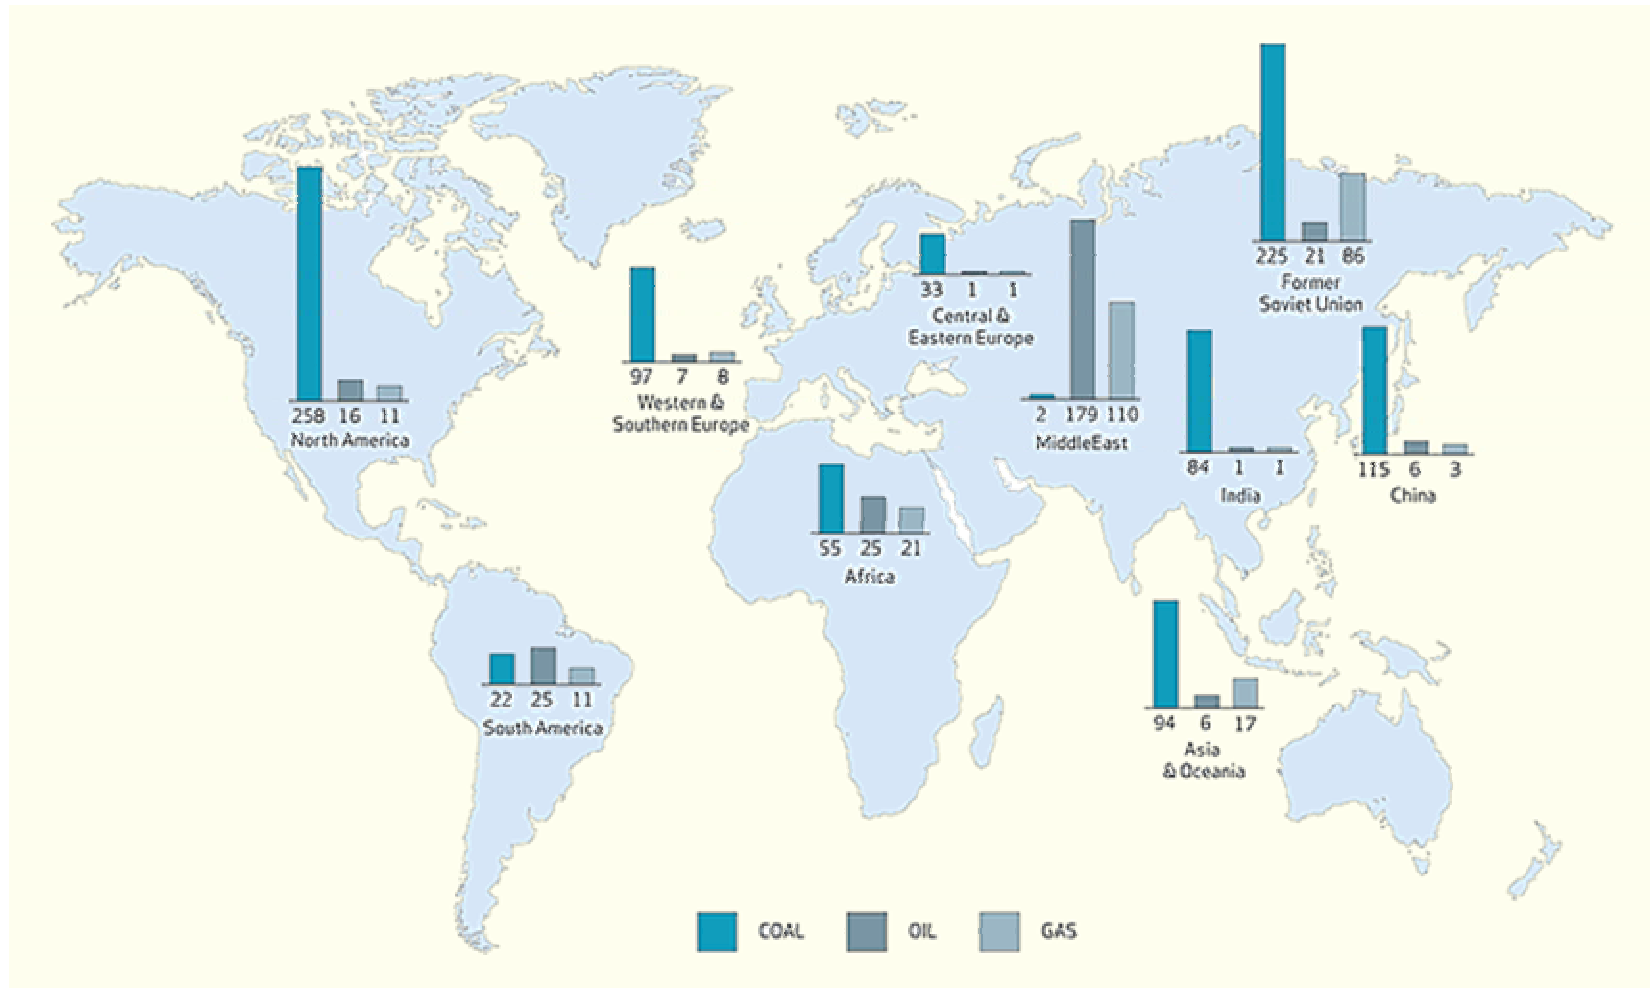 225 21 86
Former
Soviet Union
33 1 1
Central &
Eastern Europe
97 7 8
Western &
Southern Europe
258 16 11
North America
2 179 110
MiddleEast
84 1 1
India
115 6 3
China
55 25 21
Africa
22 25 11
South America
94 6 17
Asia
& Oceania
COAL OIL GAS